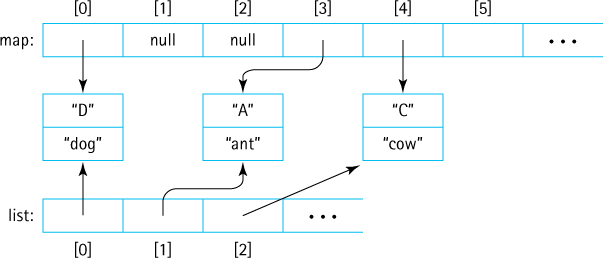 [0] [1] [2] [3] [4] [5]
map: null null • • •
“D” “A” “C”
“dog” “ant” “cow”
list: • • •
[0] [1] [2]